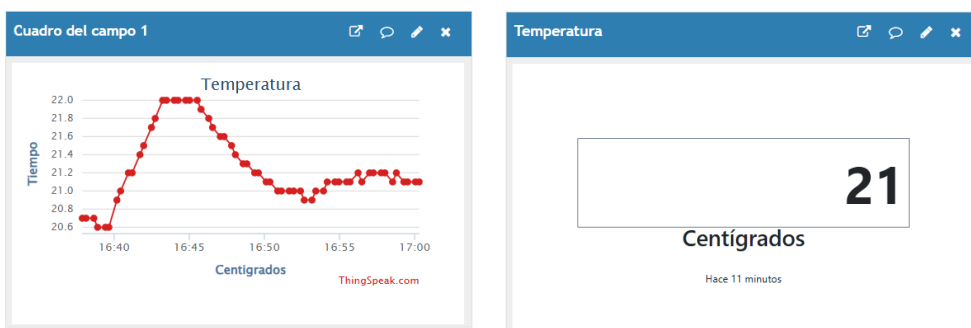 Cuadro del campo 1
Temperatura
Tiempo
22.0
21.8
21.6
21.4
21.2
21.0
20.8
20.6
16:40 16:45 16:50 16:55 17:00
Centigrados
ThingSpeak.com
Temperatura
21
Centígrados
Hace 11 minutos